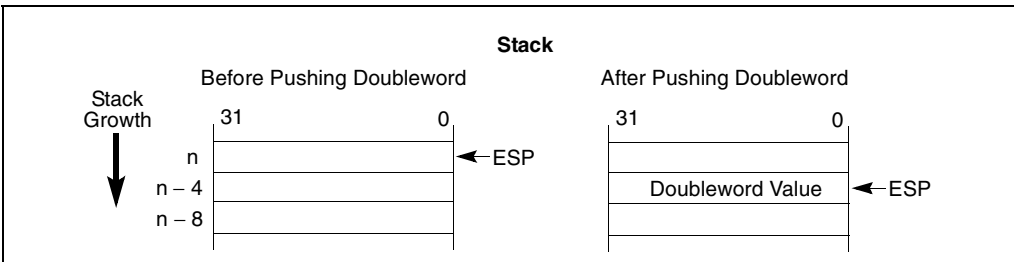 Stack
Before Pushing Doubleword
After Pushing Doubleword
Stack
Growth
31 0
31 0
n
ESP
n – 4
Doubleword Value
ESP
n – 8